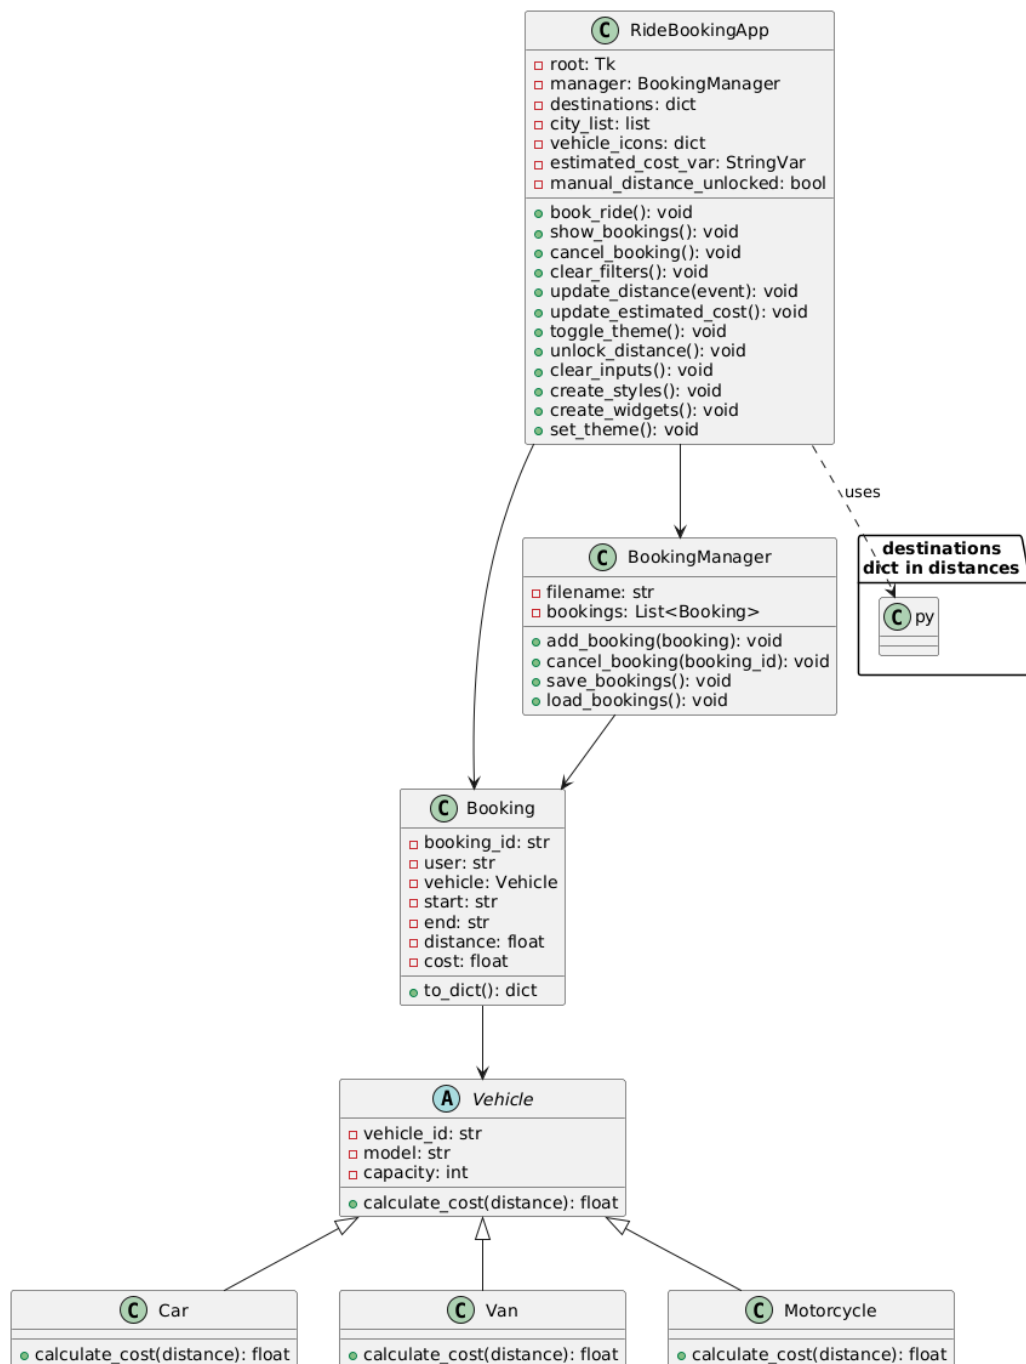 C RideBookingApp
root: Tk
manager: BookingManager
destinations: dict
city_list: list
vehicle_icons: dict
estimated_cost_var: StringVar
manual_distance_unlocked: bool
book_ride(): void
show_bookings(): void
cancel_booking(): void
clear_filters(): void
update_distance(event): void
update_estimated_cost(): void
toggle_theme(): void
unlock_distance(): void
clear_inputs(): void
create_styles(): void
create_widgets(): void
set_theme(): void
uses
destinations
dict in distances
C py
C BookingManager
filename: str
bookings: List<Booking>
add_booking(booking): void
cancel_booking(booking_id): void
save_bookings(): void
load_bookings(): void
C Booking
booking_id: str
user: str
vehicle: Vehicle
start: str
end: str
distance: float
cost: float
to_dict(): dict
A Vehicle
vehicle_id: str
model: str
capacity: int
calculate_cost(distance): float
C Car
calculate_cost(distance): float
C Van
calculate_cost(distance): float
C Motorcycle
calculate_cost(distance): float